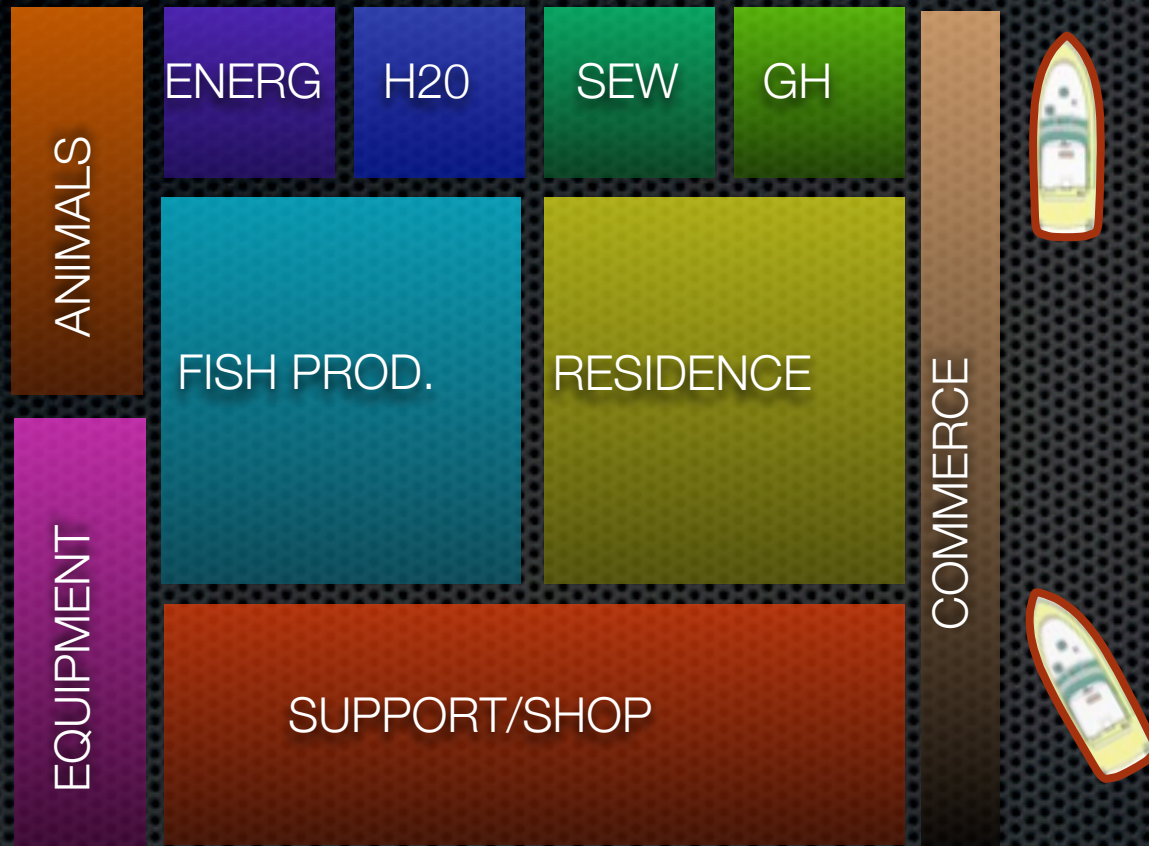 ENERG
H20
SEW
GH
ANIMALS
FISH PROD.
RESIDENCE
COMMERCE
EQUIPMENT
SUPPORT/SHOP